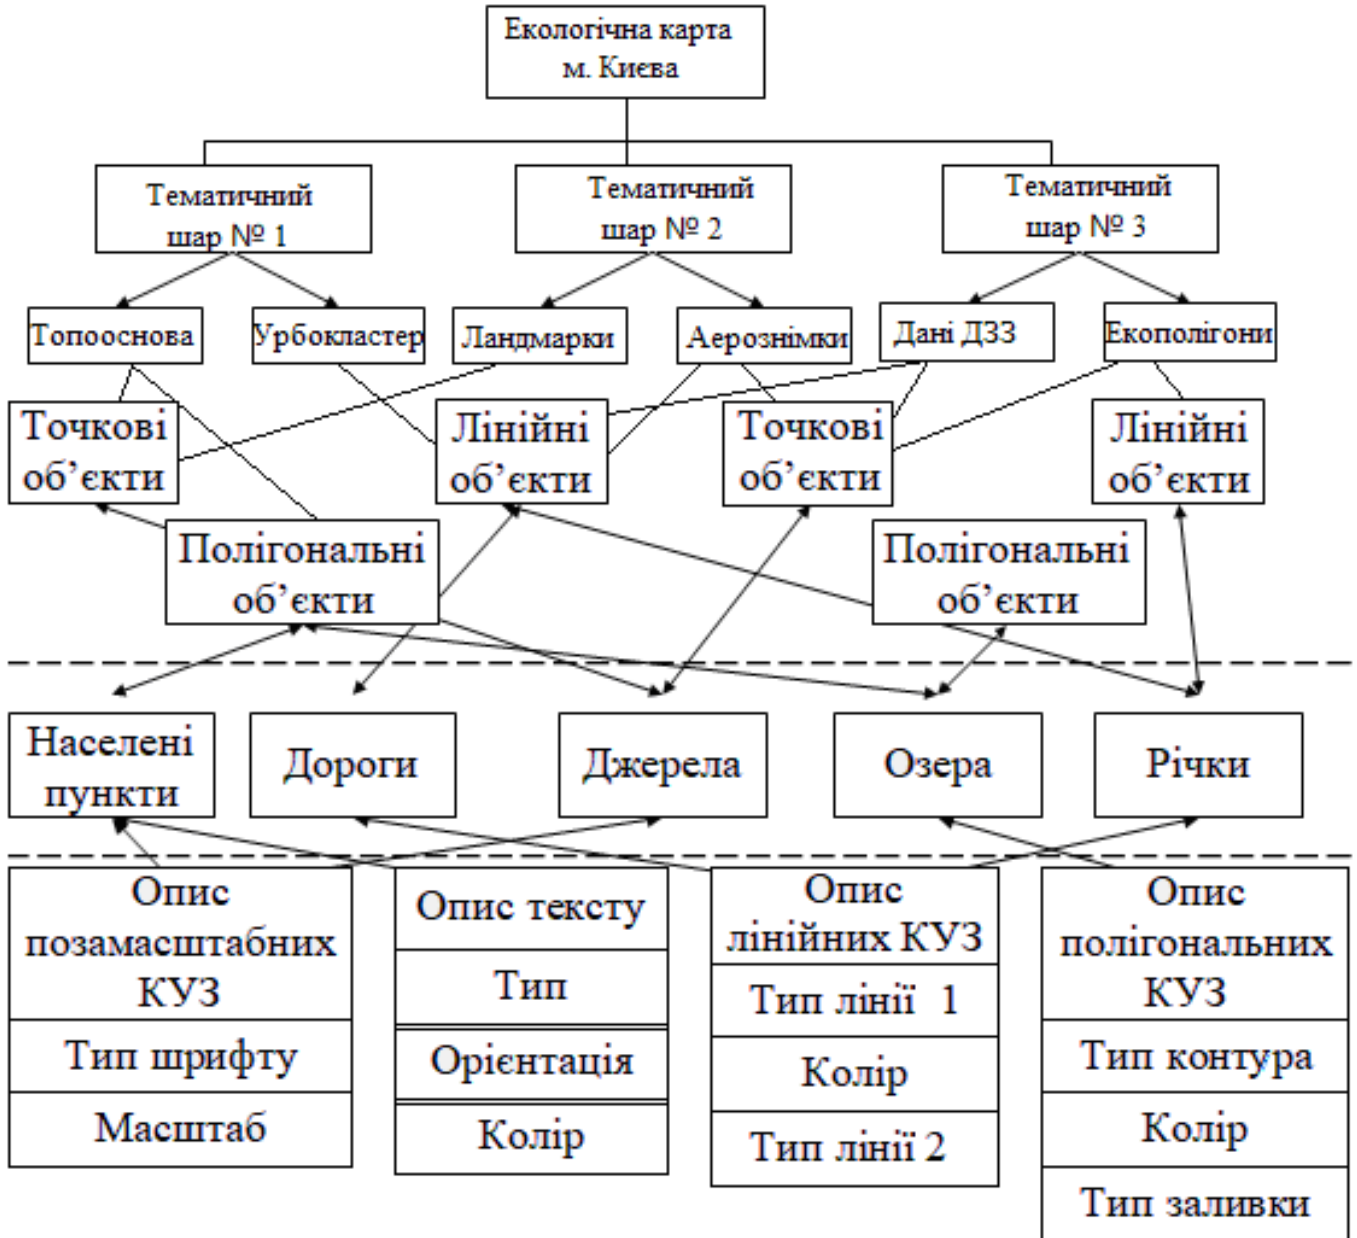 Екологічна карта
м. Києва
Тематичний
шар № 1
Тематичний
шар № 2
Тематичний
шар № 3
Топооснова
Урбокластер
Ландмарки
Аерознімки
Дані ДЗЗ
Екополігони
Точкові
об’єкти
Лінійні
об’єкти
Точкові
об’єкти
Лінійні
об’єкти
Полігональні
об’єкти
Полігональні
об’єкти
Населені
пункти
Дороги
Джерела
Озера
Річки
Опис
позамасштабних
КУЗ
Тип шрифту
Масштаб
Опис тексту
Тип
Орієнтація
Колір
Опис
лінійних КУЗ
Тип лінії 1
Колір
Тип лінії 2
Опис
полігональних
КУЗ
Тип контура
Колір
Тип заливки